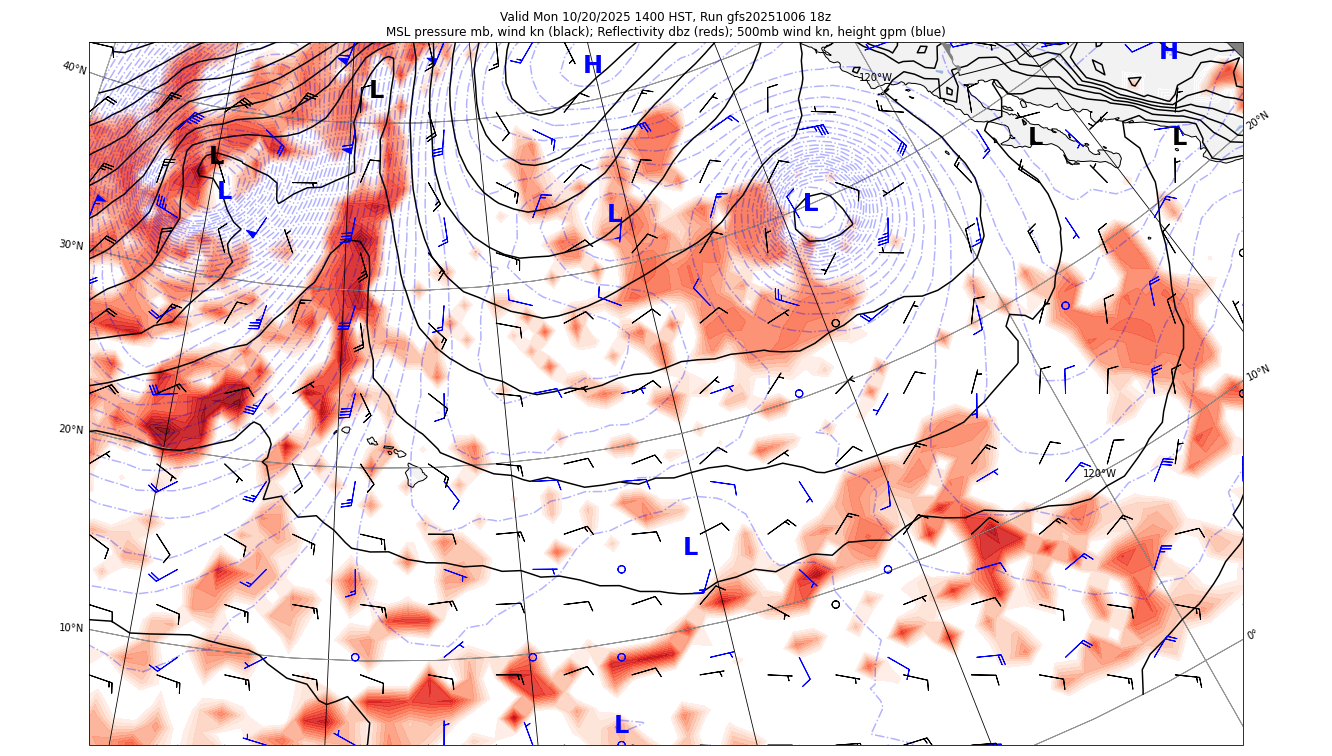 Valid Mon 10/20/2025 1400 HST, Run gfs20251006 18z
MSL pressure mb, wind kn (black); Reflectivity dbz (reds); 500mb wind kn, height gpm (blue)
H
H
40°N
120°W
L
20°N
L
L
L
L
L
L
30°N
10°N
20°N
120°W
L
10°N
0°
L